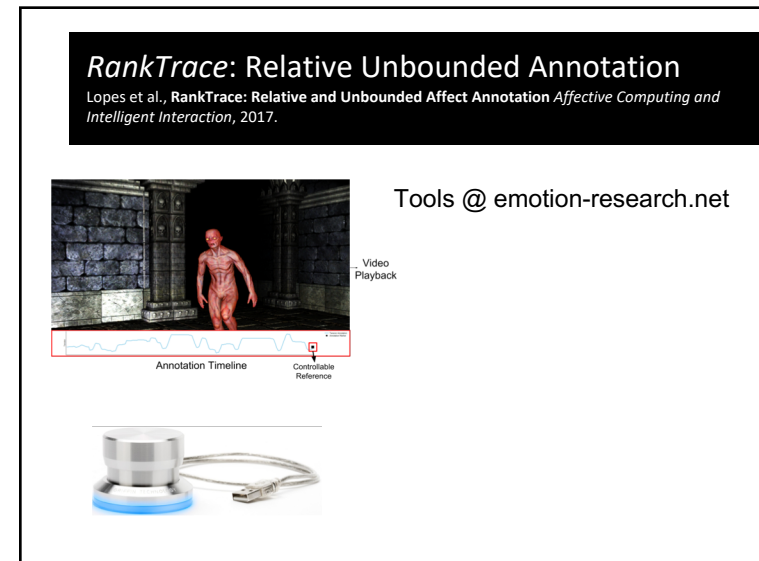 RankTrace: Relative Unbounded Annotation
Lopes et al., RankTrace: Relative and Unbounded Affect Annotation Affective Computing and
Intelligent Interaction, 2017.
Tools @ emotion-research.net
Video
Playback
Annotation Timeline
Controllable
Reference